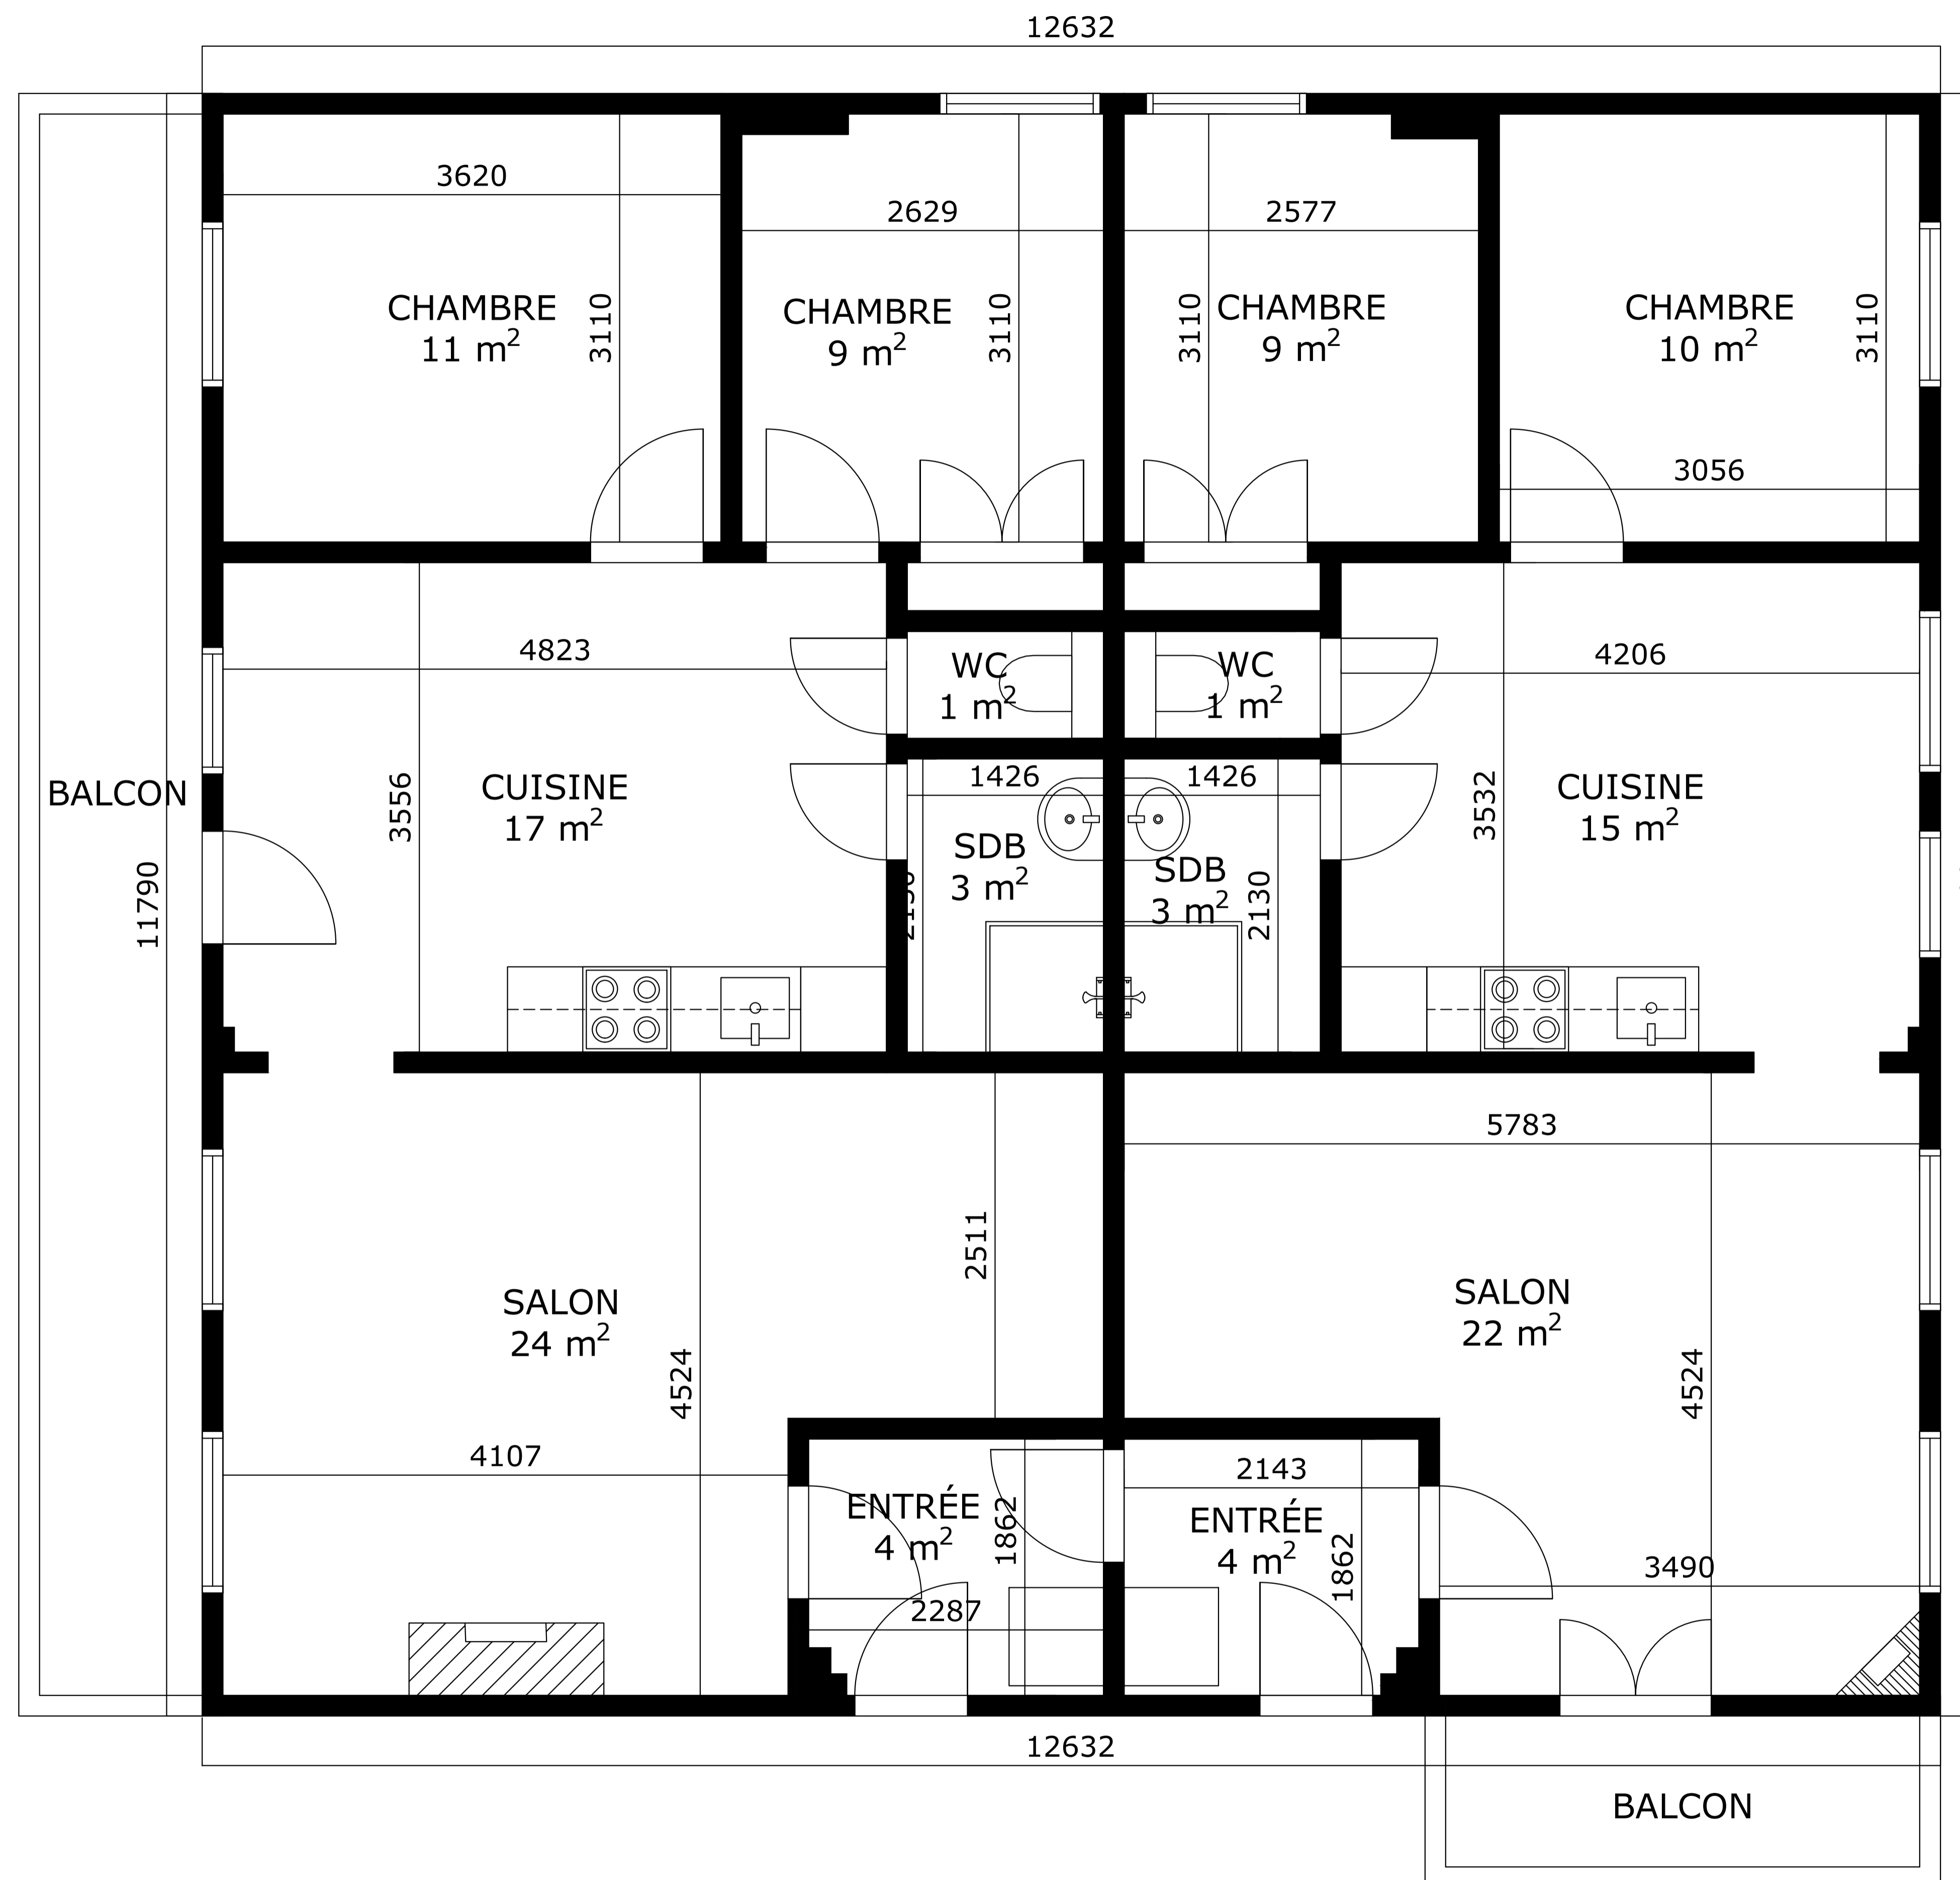 12632
3620
2629
2577
CHAMBRE
11 m²
3110
CHAMBRE
9 m²
3110
3110
CHAMBRE
9 m²
CHAMBRE
10 m²
3110
3056
4823
WC
1 m²
WC
1 m²
4206
BALCON
11790
3556
CUISINE
17 m²
1426
1426
SDB
3 m²
SDB
3 m²
2130
3532
CUISINE
15 m²
5783
2511
SALON
24 m²
4524
SALON
22 m²
4524
4107
ENTRÉE
4 m²
1862
2143
ENTRÉE
4 m²
1862
3490
2287
12632
BALCON